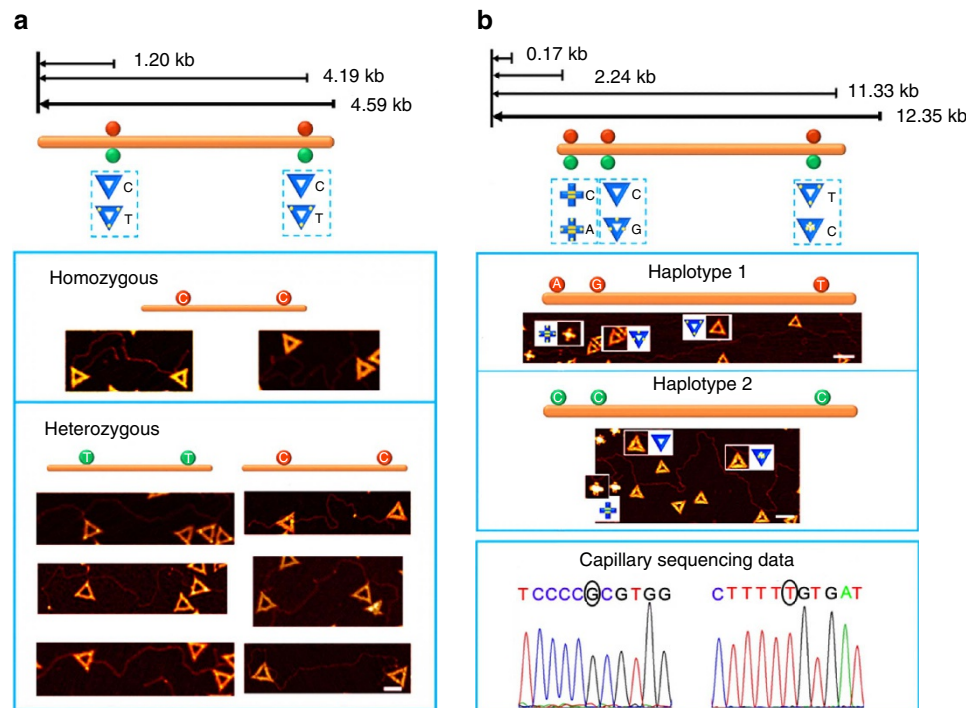 a
1.20 kb
4.19 kb
4.59 kb
C
T
C
T
Homozygous
C C
Heterozygous
T T C C
b
0.17 kb
2.24 kb
11.33 kb
12.35 kb
C C T
A G C
Haplotype 1
A G T
Haplotype 2
C C C
Capillary sequencing data
TCCCCGCGTGG CTTTTTGTGAT